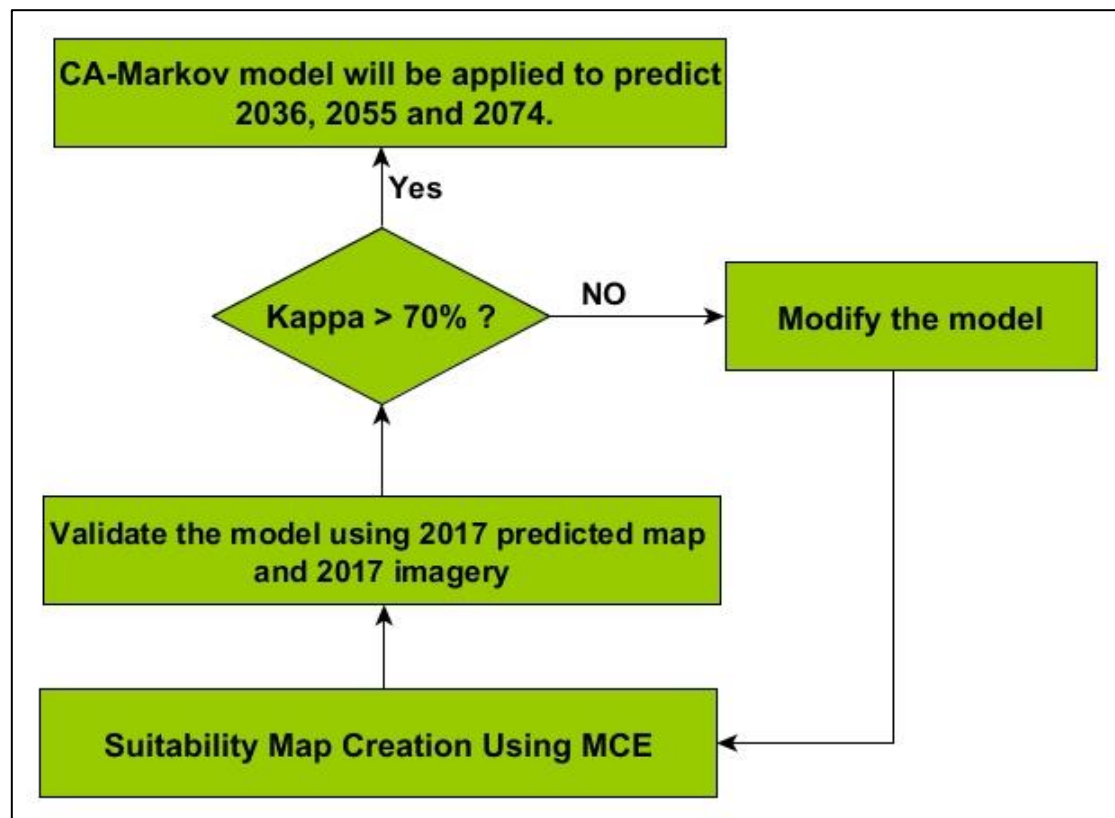 CA-Markov model will be applied to predict
2036, 2055 and 2074.
Yes
Kappa > 70% ?
NO
Modify the model
Validate the model using 2017 predicted map
and 2017 imagery
Suitability Map Creation Using MCE